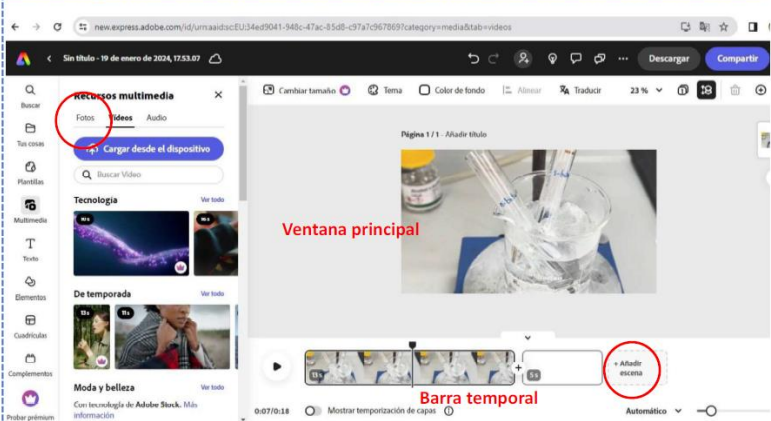 new.express.adobe.com/id/urn:aaid:sc:EU:34ed9041-948c-47ac-85d8-c97a7c967869?category=media&tab=videos
Sin título - 19 de enero de 2024, 17.53.07
Descargar
Compartir
Buscar
Tus cosas
Plantillas
Multimedia
Texto
Elementos
Cuadrículas
Complementos
Probar prémium
Recursos multimedia
Fotos
Vídeos
Audio
Cargar desde el dispositivo
Buscar Vídeo
Tecnología
Ver todo
10 s
De temporada
Ver todo
13 s
11 s
Moda y belleza
Ver todo
Con tecnología de Adobe Stock. Más
información
Cambiar tamaño
Tema
Color de fondo
Alinear
Traducir
23 %
Página 1 / 1 - Añadir título
Ventana principal
13 s
5 s
+ Añadir
escena
Barra temporal
0:07/0:18
Mostrar temporización de capas
Automático